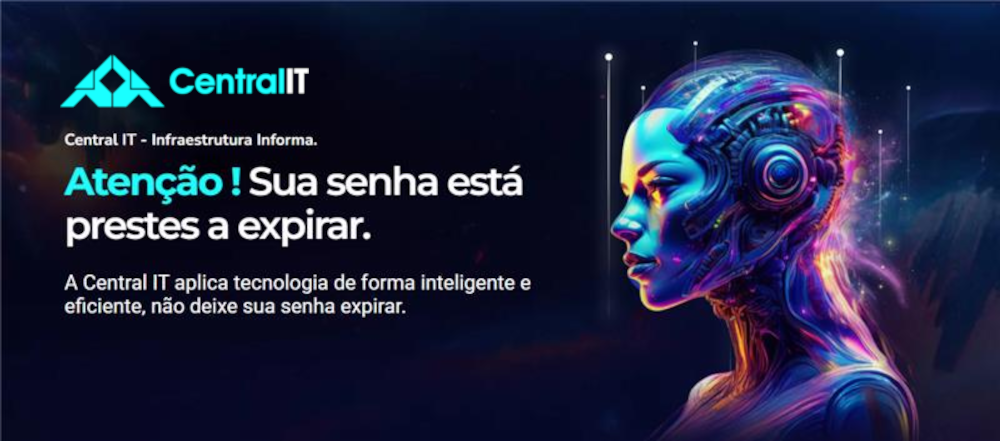 CentralIT
Central IT - Infraestrutura Informa.
Atenção ! Sua senha está
prestes a expirar.
A Central IT aplica tecnologia de forma inteligente e
eficiente, não deixe sua senha expirar.